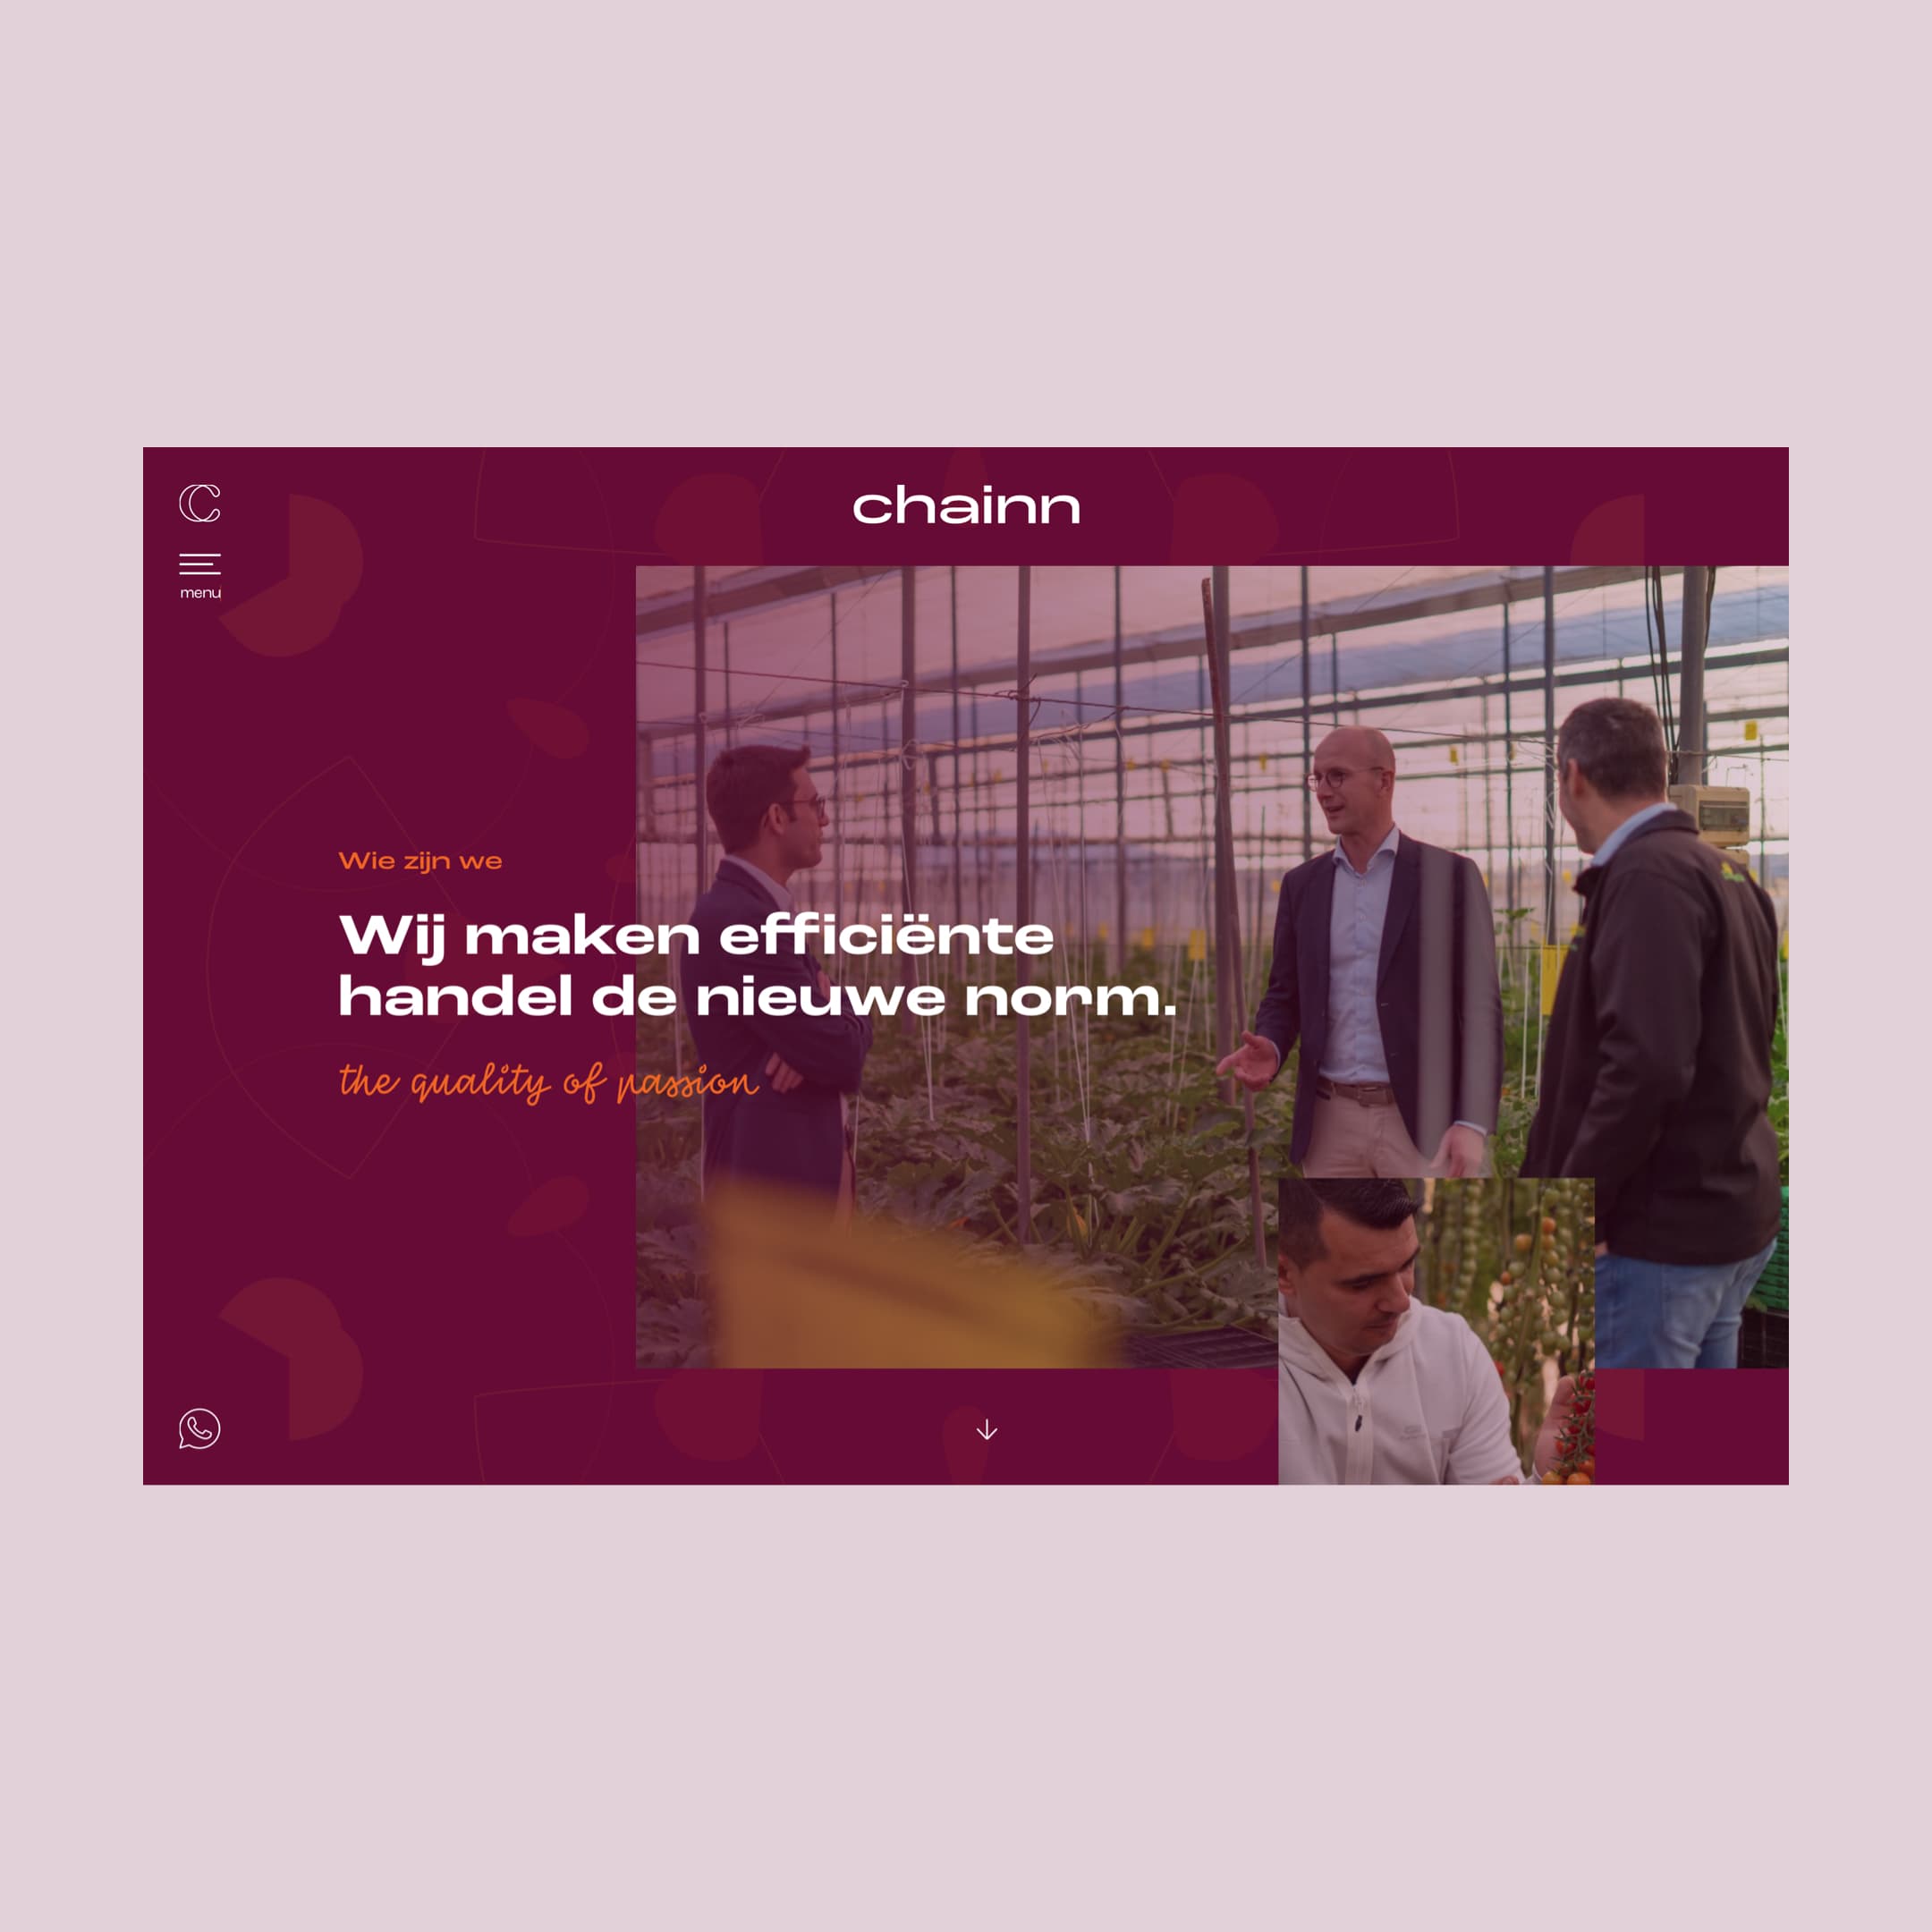 chainn
menu
Wie zijn we
Wij maken efficiënte
handel de nieuwe norm.
the quality of passion